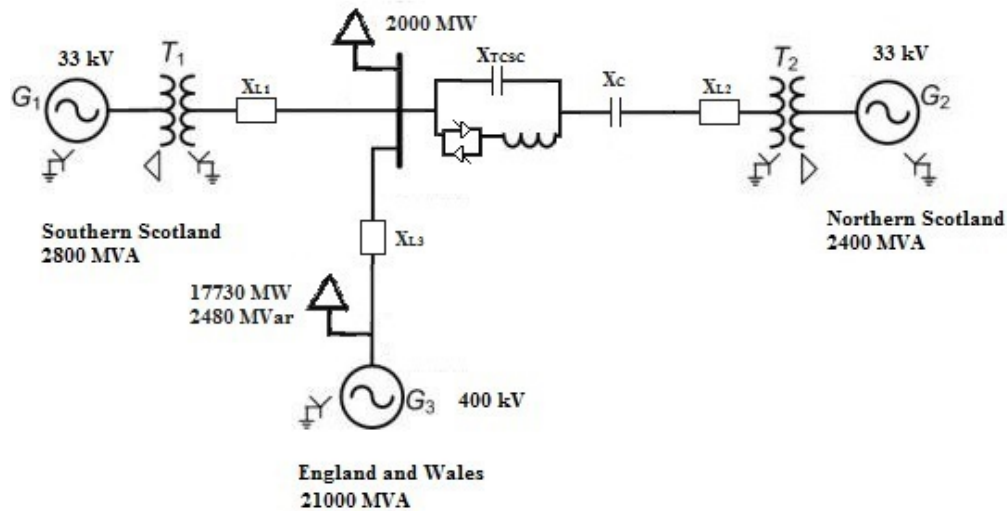 2000 MW
33 kV
T1
XL1
XTCSC
XC
XL2
T2
33 kV
G1
G2
Southern Scotland
2800 MVA
XL3
Northern Scotland
2400 MVA
17730 MW
2480 MVar
G3
400 kV
England and Wales
21000 MVA